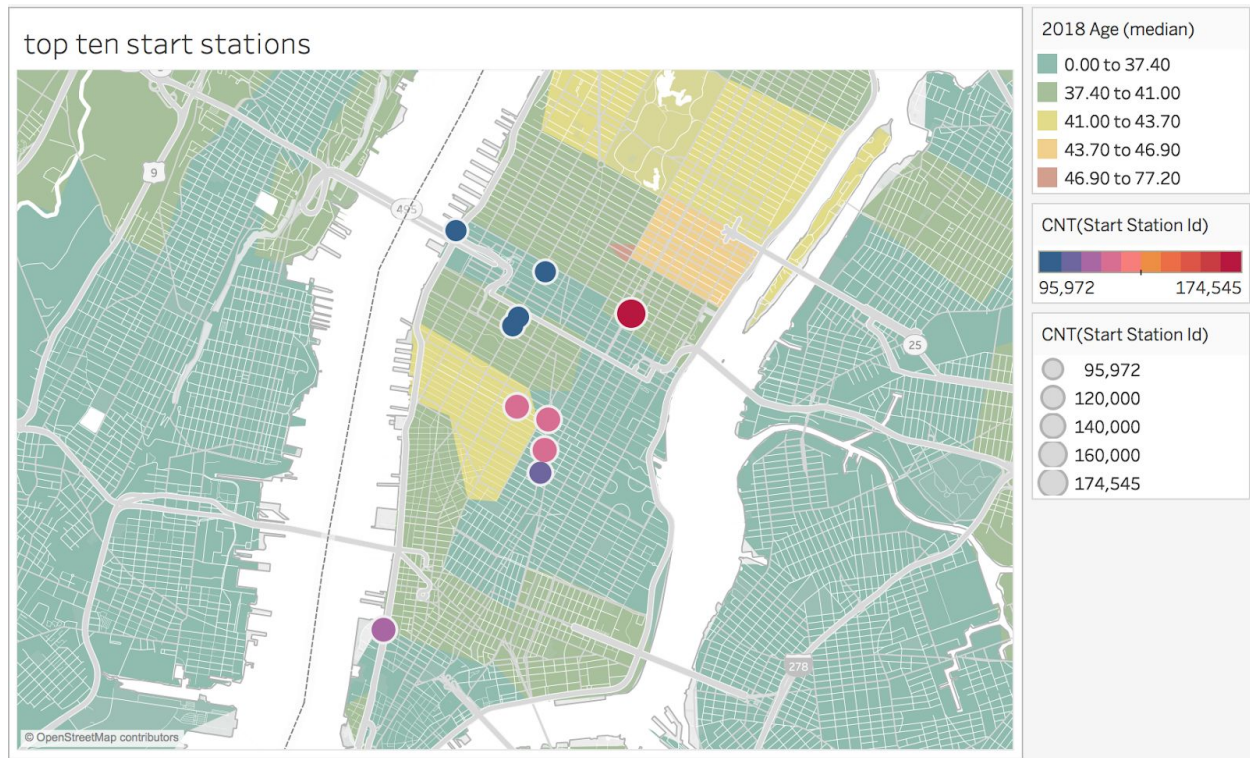 top ten start stations
9
495
25
278
© OpenStreetMap contributors
2018 Age (median)
0.00 to 37.40
37.40 to 41.00
41.00 to 43.70
43.70 to 46.90
46.90 to 77.20
CNT(Start Station Id)
95,972 174,545
CNT(Start Station Id)
95,972
120,000
140,000
160,000
174,545